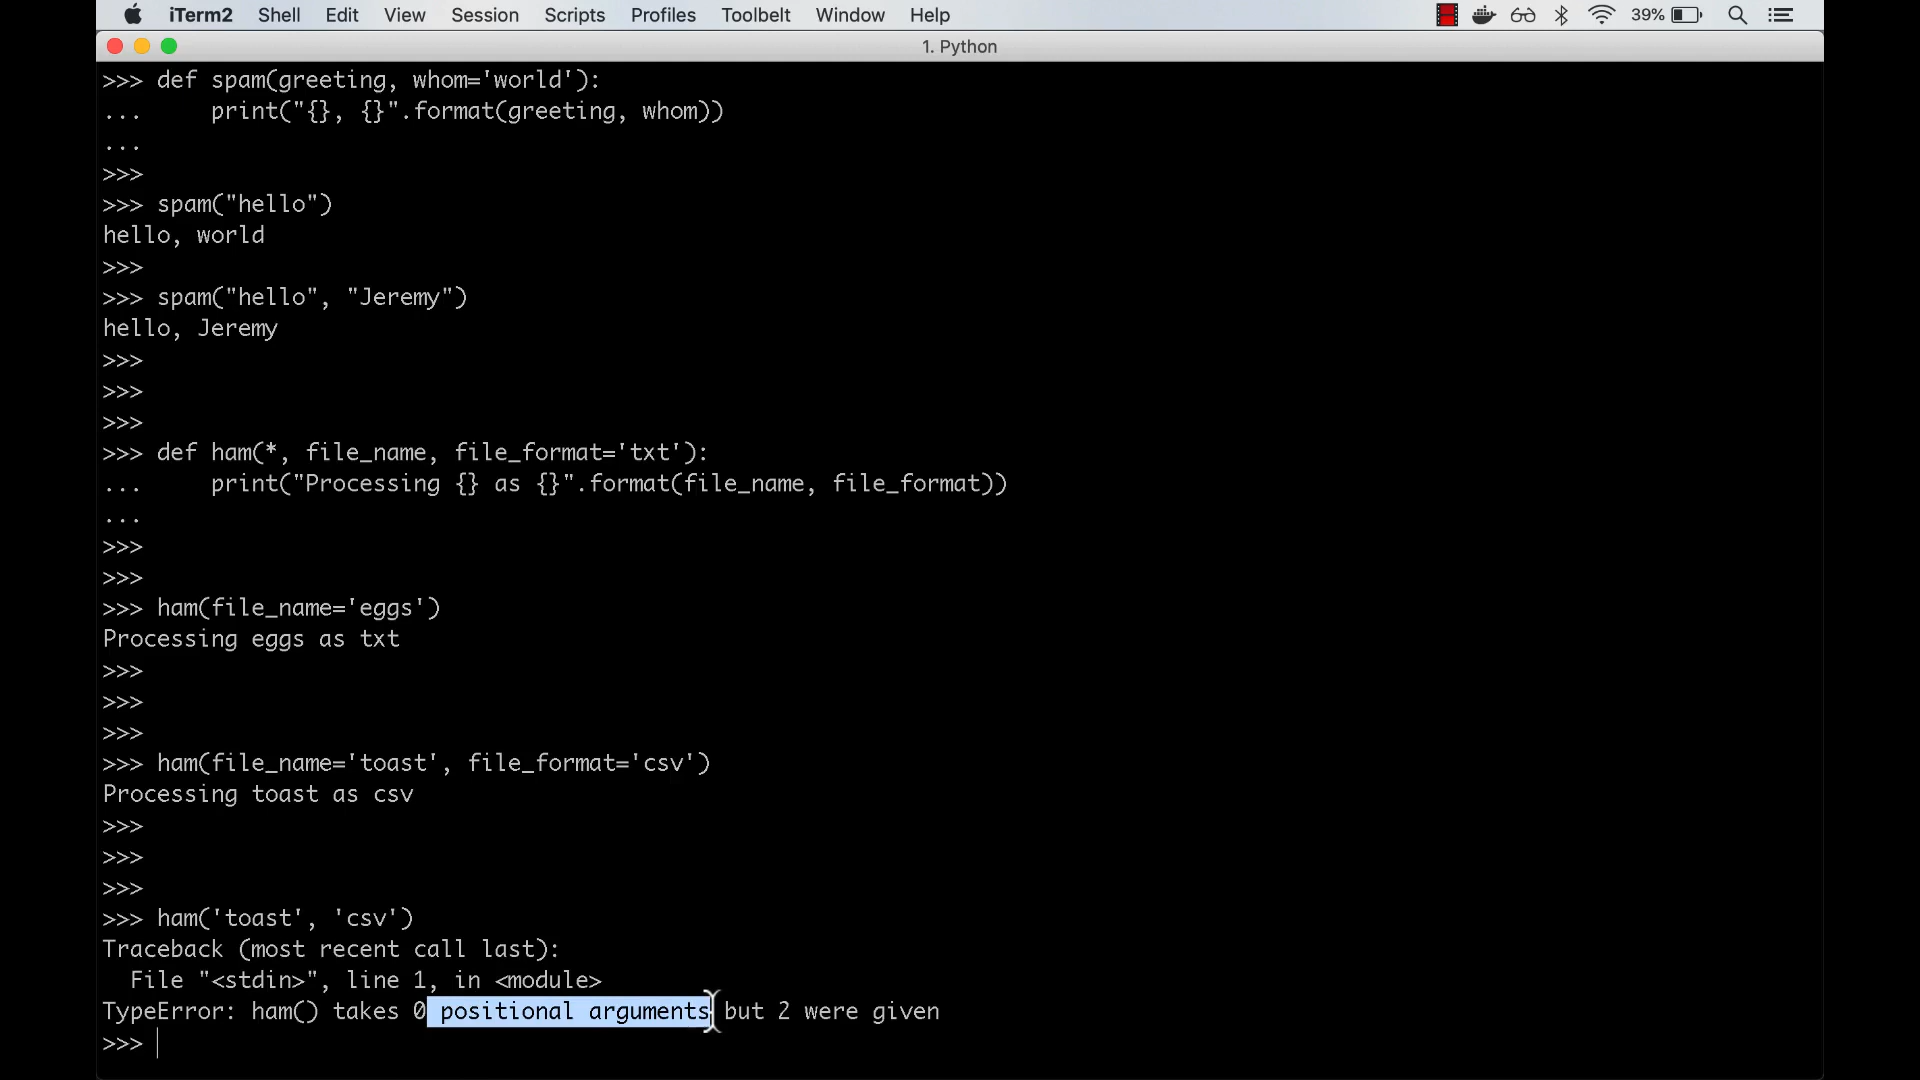 iTerm2 Shell Edit View Session Scripts Profiles Toolbelt Window Help 39%
1. Python
>>> def spam(greeting, whom='world'):
...     print("{}, {}".format(greeting, whom))
...
>>>
>>> spam("hello")
hello, world
>>>
>>> spam("hello", "Jeremy")
hello, Jeremy
>>>
>>>
>>>
>>> def ham(*, file_name, file_format='txt'):
...     print("Processing {} as {}".format(file_name, file_format))
...
>>>
>>>
>>> ham(file_name='eggs')
Processing eggs as txt
>>>
>>>
>>>
>>> ham(file_name='toast', file_format='csv')
Processing toast as csv
>>>
>>>
>>>
>>> ham('toast', 'csv')
Traceback (most recent call last):
  File "<stdin>", line 1, in <module>
TypeError: ham() takes 0 positional arguments but 2 were given
>>>